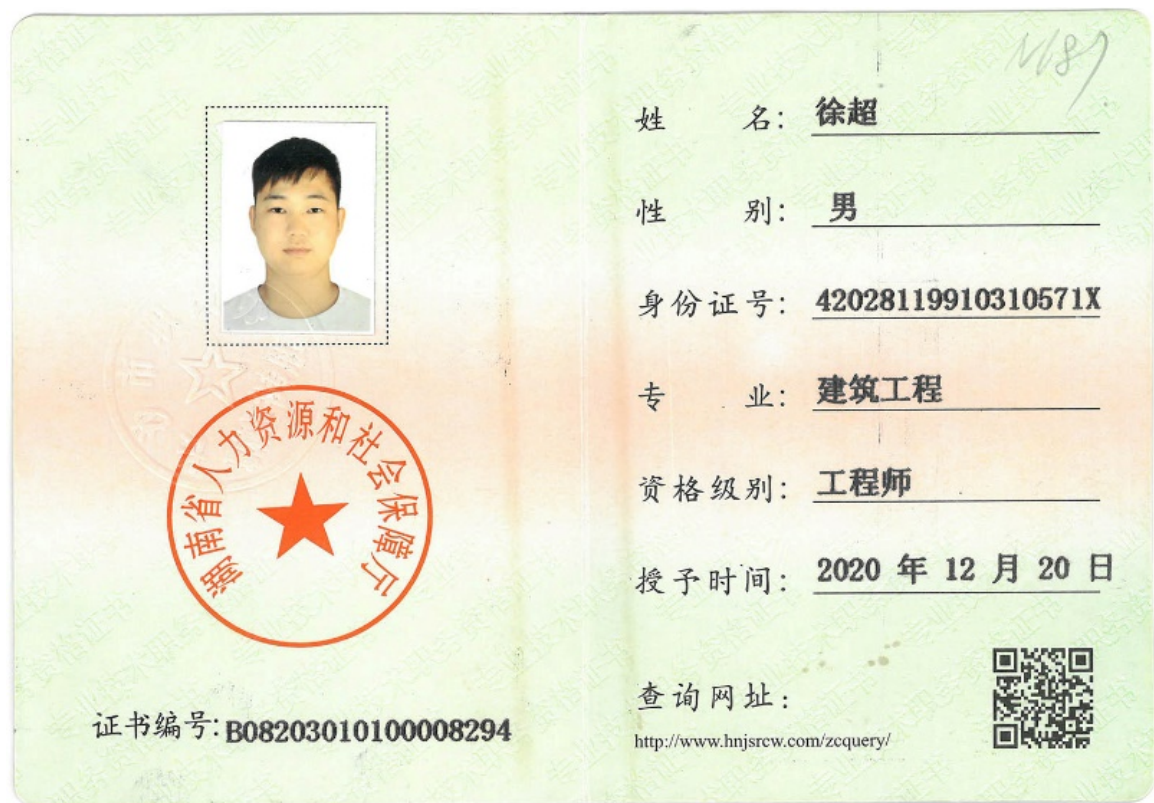 1687
姓 名: 徐超
性 别: 男
身份证号: 42028119910310571X
专 业: 建筑工程
资格级别: 工程师
授予时间: 2020 年 12 月 20 日
查询网址:
http://www.hnjsrcw.com/zcquery/
湖南省人力资源和社会保障厅
证书编号: B08203010100008294